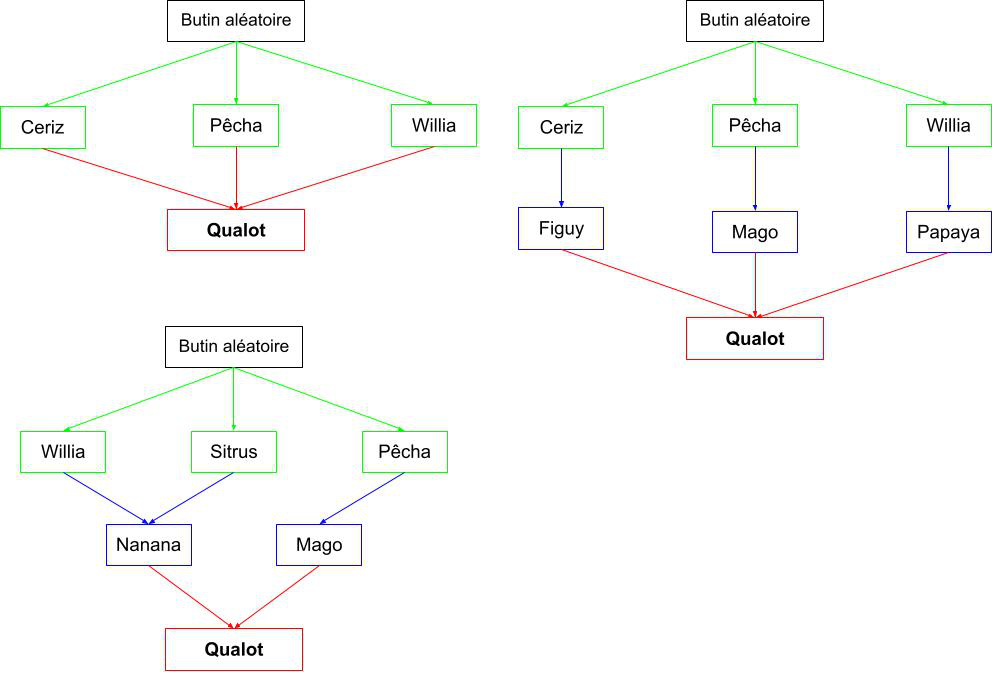 Butin aléatoire
Ceriz
Pêcha
Willia
Qualot
Butin aléatoire
Ceriz
Pêcha
Willia
Figuy
Mago
Papaya
Qualot
Butin aléatoire
Willia
Sitrus
Pêcha
Nanana
Mago
Qualot